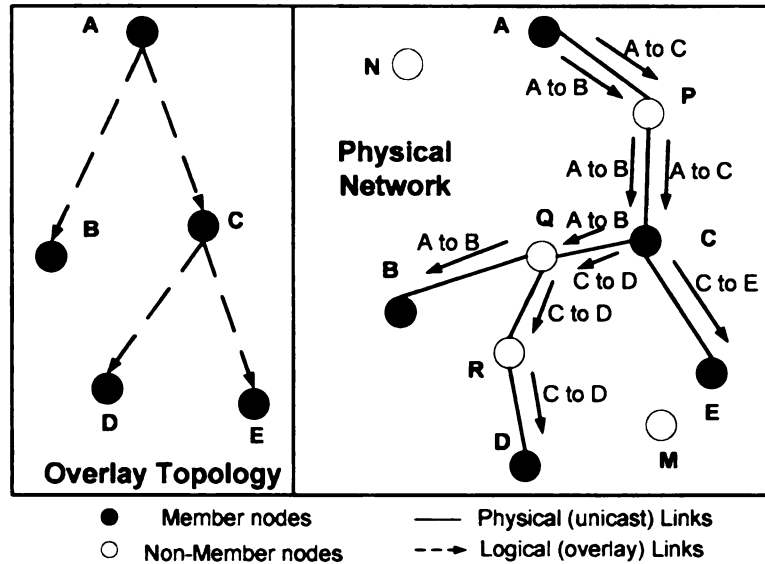 A
B
C
D
E
Overlay Topology
A
N
A to C
A to B
P
Physical
Network
A to B
A to C
Q
A to B
C
A to B
B
C to D
C to E
C to D
R
C to D
E
D
M
Member nodes
Physical (unicast) Links
Non-Member nodes
Logical (overlay) Links